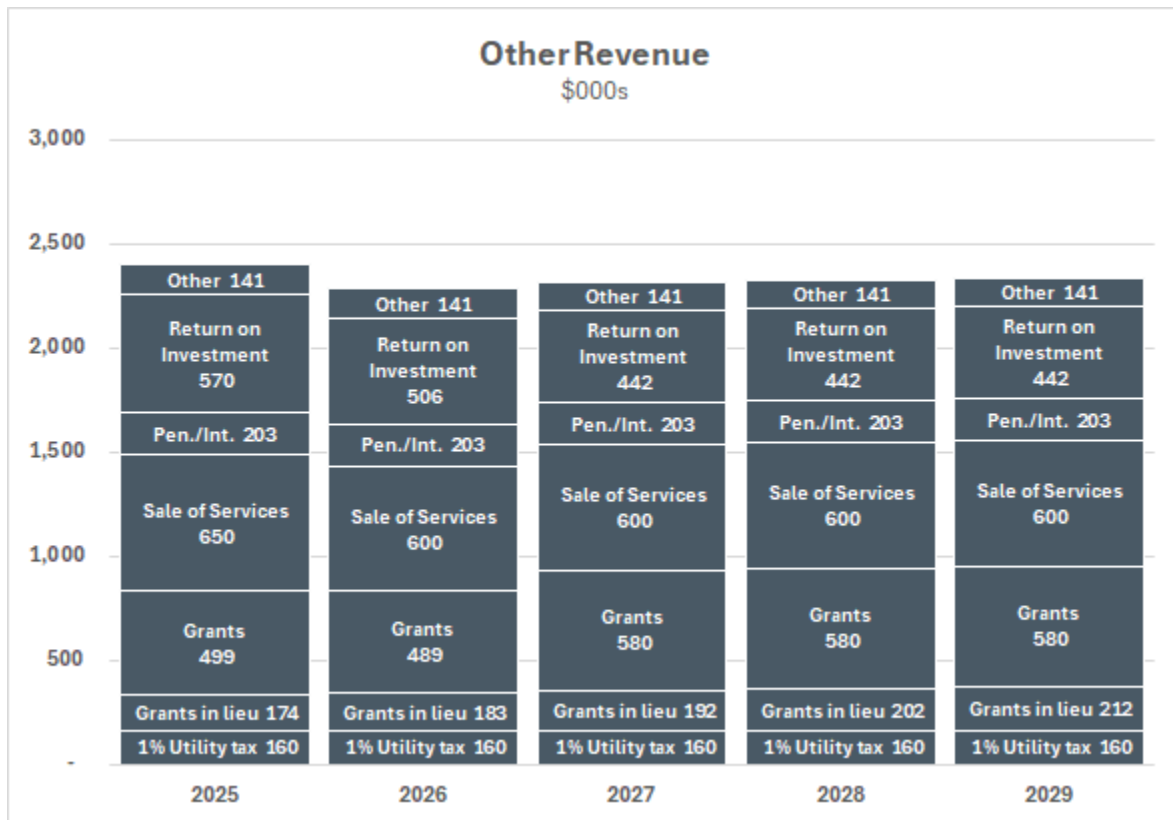 Other Revenue
$000s
3,000
2,500
2,000
1,500
1,000
500
-
Other 141
Return on
Investment
570
Pen./Int. 203
Sale of Services
650
Grants
499
Grants in lieu 174
1% Utility tax 160
2025
Other 141
Return on
Investment
506
Pen./Int. 203
Sale of Services
600
Grants
489
Grants in lieu 183
1% Utility tax 160
2026
Other 141
Return on
Investment
442
Pen./Int. 203
Sale of Services
600
Grants
580
Grants in lieu 192
1% Utility tax 160
2027
Other 141
Return on
Investment
442
Pen./Int. 203
Sale of Services
600
Grants
580
Grants in lieu 202
1% Utility tax 160
2028
Other 141
Return on
Investment
442
Pen./Int. 203
Sale of Services
600
Grants
580
Grants in lieu 212
1% Utility tax 160
2029